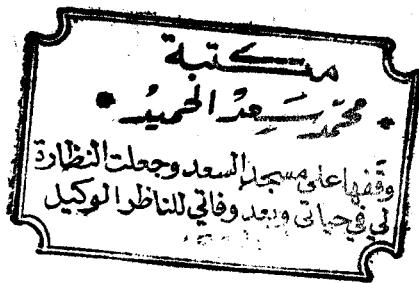 مكتبة
محمد سعد الحميد
وقفها على مسجد السعد وجعلت النظارة
لي في حياتي وبعد وفاتي للناظر الوكيل